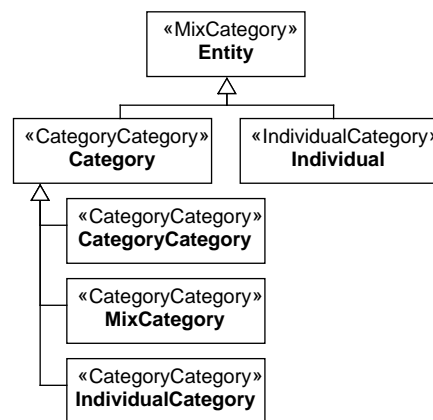 «MixCategory»
Entity
«CategoryCategory»
Category
«IndividualCategory»
Individual
«CategoryCategory»
CategoryCategory
«CategoryCategory»
MixCategory
«CategoryCategory»
IndividualCategory